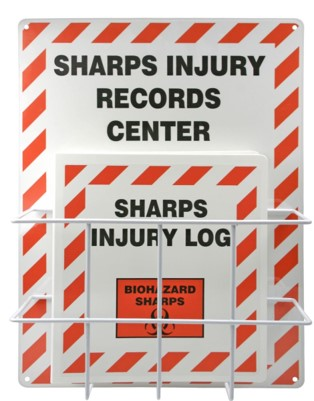 SHARPS INJURY
RECORDS
CENTER
SHARPS
INJURY LOG
BIOHAZARD
SHARPS